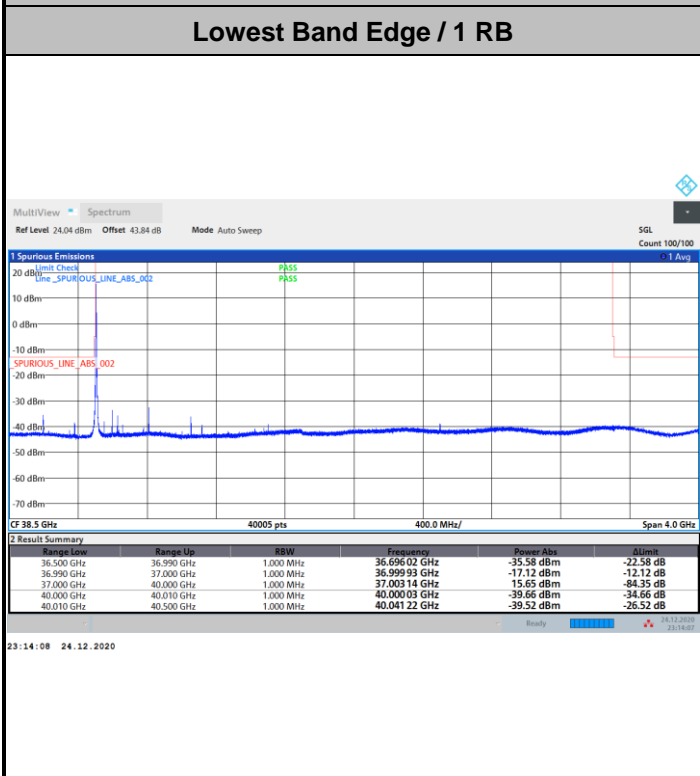 Lowest Band Edge / 1 RB
MultiView Spectrum
Ref Level 24.04 dBm Offset 43.84 dB Mode Auto Sweep SGL
Count 100/100
1 Spurious Emissions 1 Avg
Limit Check PASS
20 dBm
Line _SPURIOUS_LINE_ABS_002 PASS
10 dBm
0 dBm
-10 dBm
_SPURIOUS_LINE_ABS_002
-20 dBm
-30 dBm
-40 dBm
-50 dBm
-60 dBm
-70 dBm
CF 38.5 GHz 40005 pts 400.0 MHz/ Span 4.0 GHz
2 Result Summary
Range Low Range Up RBW Frequency Power Abs ΔLimit
36.500 GHz 36.990 GHz 1.000 MHz 36.696 02 GHz -35.58 dBm -22.58 dB
36.990 GHz 37.000 GHz 1.000 MHz 36.999 93 GHz -17.12 dBm -12.12 dB
37.000 GHz 40.000 GHz 1.000 MHz 37.003 14 GHz 15.65 dBm -84.35 dB
40.000 GHz 40.010 GHz 1.000 MHz 40.000 03 GHz -39.66 dBm -34.66 dB
40.010 GHz 40.500 GHz 1.000 MHz 40.041 22 GHz -39.52 dBm -26.52 dB
Ready 24.12.2020
23:14:07
23:14:08 24.12.2020